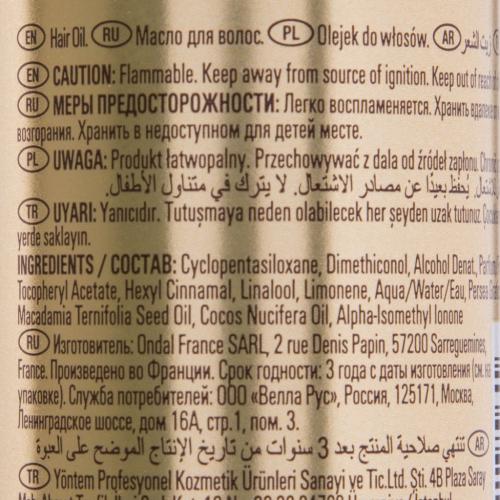 EN Hair Oil. RU Масло для волос. PL Olejek do włosów. AR زيت الشعر
EN CAUTION: Flammable. Keep away from source of ignition. Keep out of
RU МЕРЫ ПРЕДОСТОРОЖНОСТИ: Легко воспламеняется. Хранить
возгорания. Хранить в недоступном для детей месте.
PL UWAGA: Produkt łatwopalny. Przechowywać z dala od źródeł zapłonu.
يحفظ بعيدًا عن مصادر الاشتعال. لا يترك في متناول الأطفال.
TR UYARI: Yanıcıdır. Tutuşmaya neden olabilecek her şeyden uzak tutunuz.
yerde saklayın.
INGREDIENTS / СОСТАВ: Cyclopentasiloxane, Dimethiconol, Alcohol Denat.,
Tocopheryl Acetate, Hexyl Cinnamal, Linalool, Limonene, Aqua/Water/Eau, Persea
Macadamia Ternifolia Seed Oil, Cocos Nucifera Oil, Alpha-Isomethyl Ionone
RU Изготовитель: Ondal France SARL, 2 rue Denis Papin, 57200 Sarreguemines,
France. Произведено во Франции. Срок годности: 3 года с даты изготовления (см. на
упаковке). Служба потребителей: ООО «Велла Рус», Россия, 125171, Москва,
Ленинградское шоссе, дом 16А, стр.1, пом. 3.
AR تنتهي صلاحية المنتج بعد 3 سنوات من تاريخ الإنتاج الموضح على العبوة
TR Yöntem Profesyonel Kozmetik Ürünleri Sanayi ve Tic.Ltd. Şti. 4B Plaza Saray